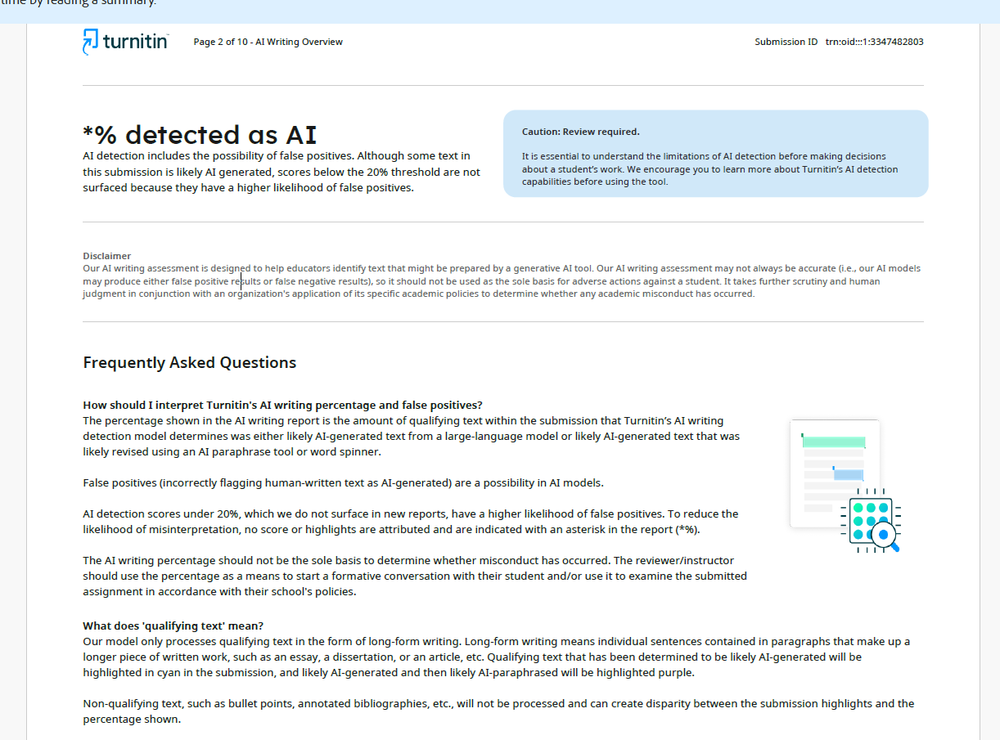 time by reading a summary.
turnitin Page 2 of 10 - AI Writing Overview Submission ID trn:oid:::1:3347482803
*% detected as AI
AI detection includes the possibility of false positives. Although some text in
this submission is likely AI generated, scores below the 20% threshold are not
surfaced because they have a higher likelihood of false positives.
Caution: Review required.
It is essential to understand the limitations of AI detection before making decisions
about a student's work. We encourage you to learn more about Turnitin's AI detection
capabilities before using the tool.
Disclaimer
Our AI writing assessment is designed to help educators identify text that might be prepared by a generative AI tool. Our AI writing assessment may not always be accurate (i.e., our AI models
may produce either false positive results or false negative results), so it should not be used as the sole basis for adverse actions against a student. It takes further scrutiny and human
judgment in conjunction with an organization's application of its specific academic policies to determine whether any academic misconduct has occurred.
Frequently Asked Questions
How should I interpret Turnitin's AI writing percentage and false positives?
The percentage shown in the AI writing report is the amount of qualifying text within the submission that Turnitin's AI writing
detection model determines was either likely AI-generated text from a large-language model or likely AI-generated text that was
likely revised using an AI paraphrase tool or word spinner.
False positives (incorrectly flagging human-written text as AI-generated) are a possibility in AI models.
AI detection scores under 20%, which we do not surface in new reports, have a higher likelihood of false positives. To reduce the
likelihood of misinterpretation, no score or highlights are attributed and are indicated with an asterisk in the report (*%).
The AI writing percentage should not be the sole basis to determine whether misconduct has occurred. The reviewer/instructor
should use the percentage as a means to start a formative conversation with their student and/or use it to examine the submitted
assignment in accordance with their school's policies.
What does 'qualifying text' mean?
Our model only processes qualifying text in the form of long-form writing. Long-form writing means individual sentences contained in paragraphs that make up a
longer piece of written work, such as an essay, a dissertation, or an article, etc. Qualifying text that has been determined to be likely AI-generated will be
highlighted in cyan in the submission, and likely AI-generated and then likely AI-paraphrased will be highlighted purple.
Non-qualifying text, such as bullet points, annotated bibliographies, etc., will not be processed and can create disparity between the submission highlights and the
percentage shown.